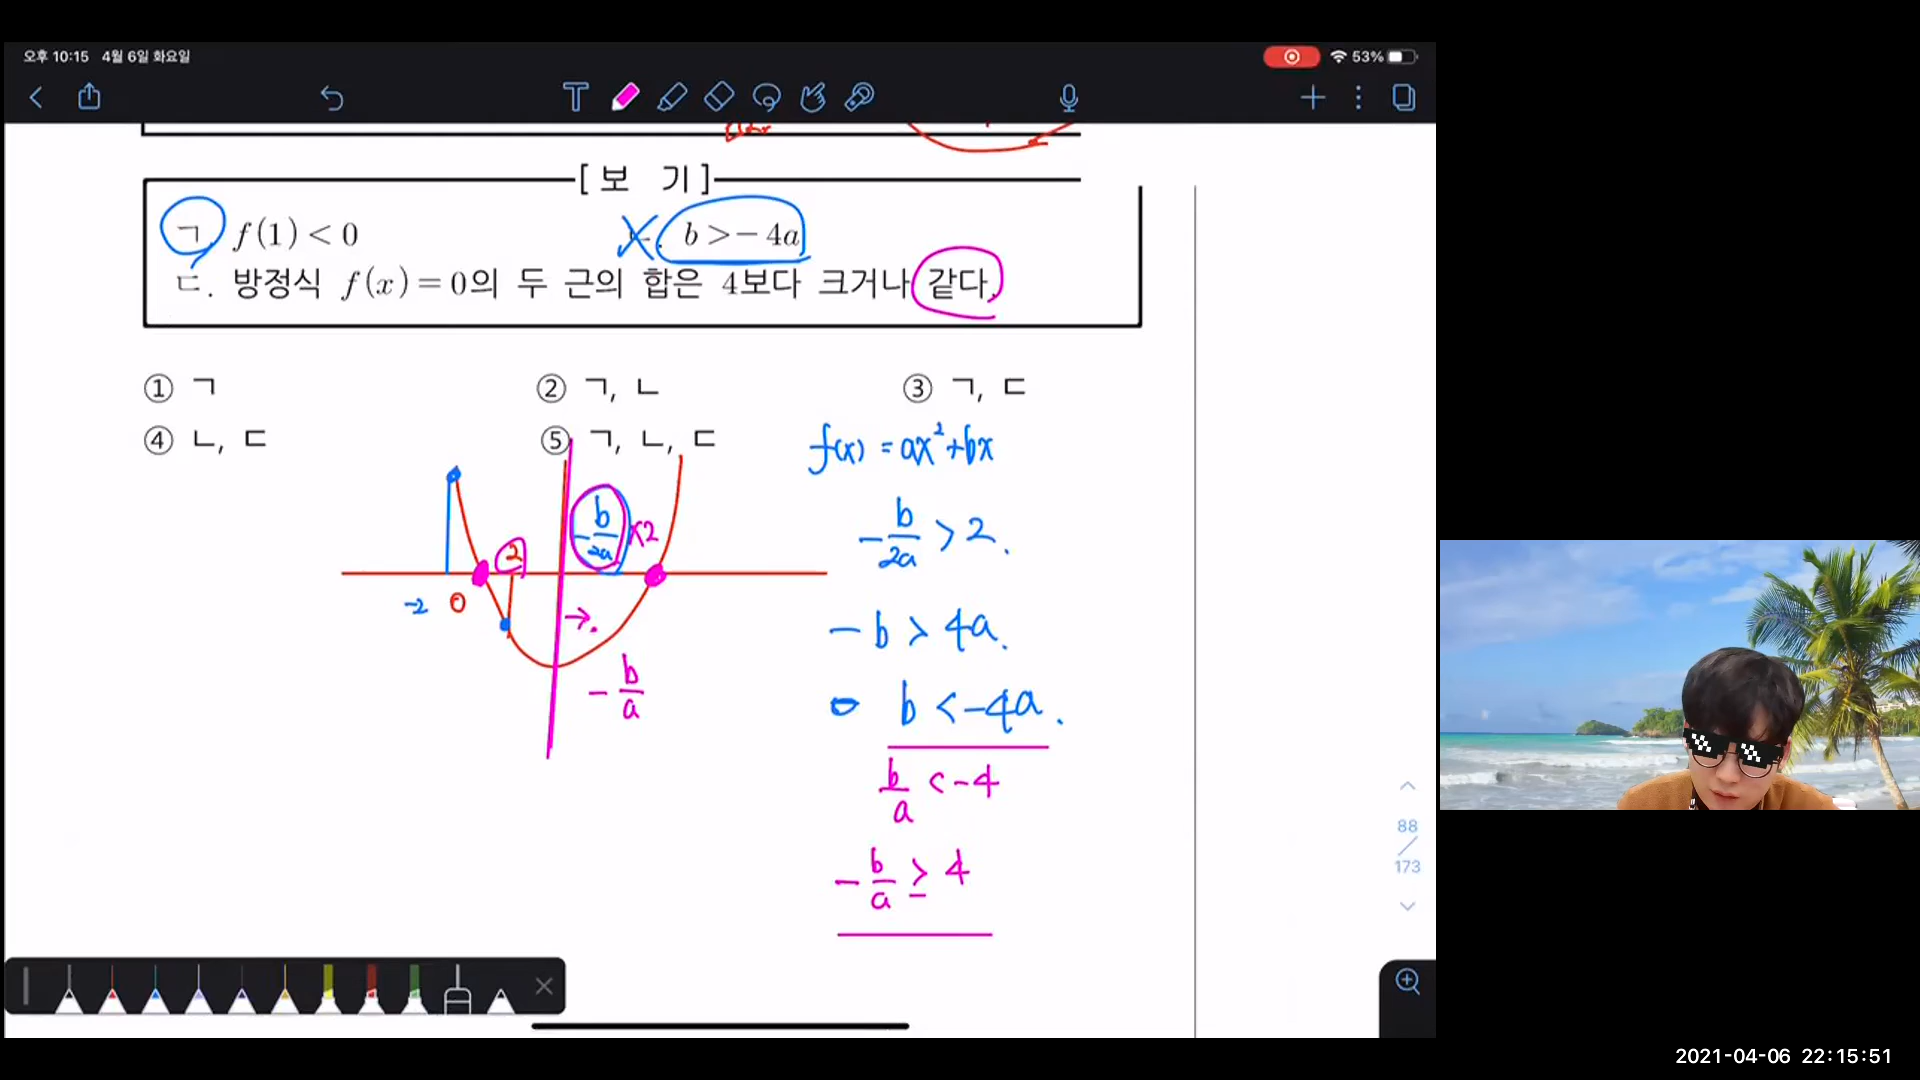 오후 10:15 4월 6일 화요일
53%
[보 기]
ㄱ. f(1) < 0
b > − 4a
ㄷ. 방정식 f(x) = 0의 두 근의 합은 4보다 크거나 같다.
① ㄱ
② ㄱ, ㄴ
③ ㄱ, ㄷ
④ ㄴ, ㄷ
⑤ ㄱ, ㄴ, ㄷ
f(x) = ax²+bx
-b/2a ×2
2
-b/2a > 2.
-2 0
-b > 4a.
-b/a
b < -4a.
b/a < -4
-b/a ≥ 4
88
/
173
2021-04-06 22:15:51